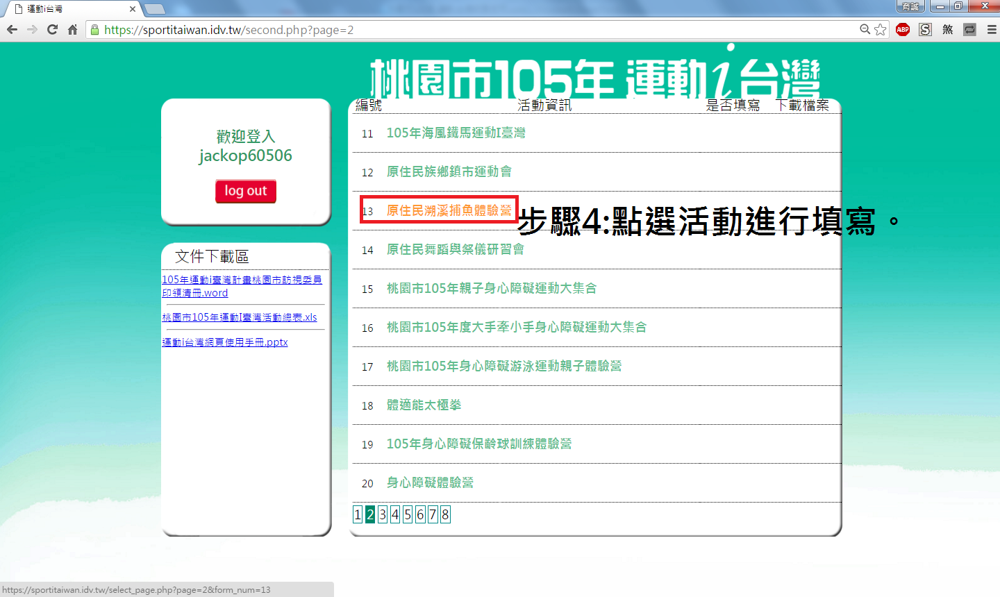 運動i台灣
育誠
https://sportitaiwan.idv.tw/second.php?page=2
ABP
S
煞
桃園市105年 運動i台灣
歡迎登入
jackop60506
log out
文件下載區
105年運動i臺灣計畫桃園市訪視委員
印領清冊.word
桃園市105年運動I臺灣活動總表.xls
運動i台灣網頁使用手冊.pptx
編號 活動資訊 是否填寫 下載檔案
11 105年海風鐵馬運動I臺灣
12 原住民族鄉鎮市運動會
13 原住民溯溪捕魚體驗營
步驟4:點選活動進行填寫。
14 原住民舞蹈與祭儀研習會
15 桃園市105年親子身心障礙運動大集合
16 桃園市105年度大手牽小手身心障礙運動大集合
17 桃園市105年身心障礙游泳運動親子體驗營
18 體適能太極拳
19 105年身心障礙保齡球訓練體驗營
20 身心障礙體驗營
1 2 3 4 5 6 7 8
https://sportitaiwan.idv.tw/select_page.php?page=2&form_num=13